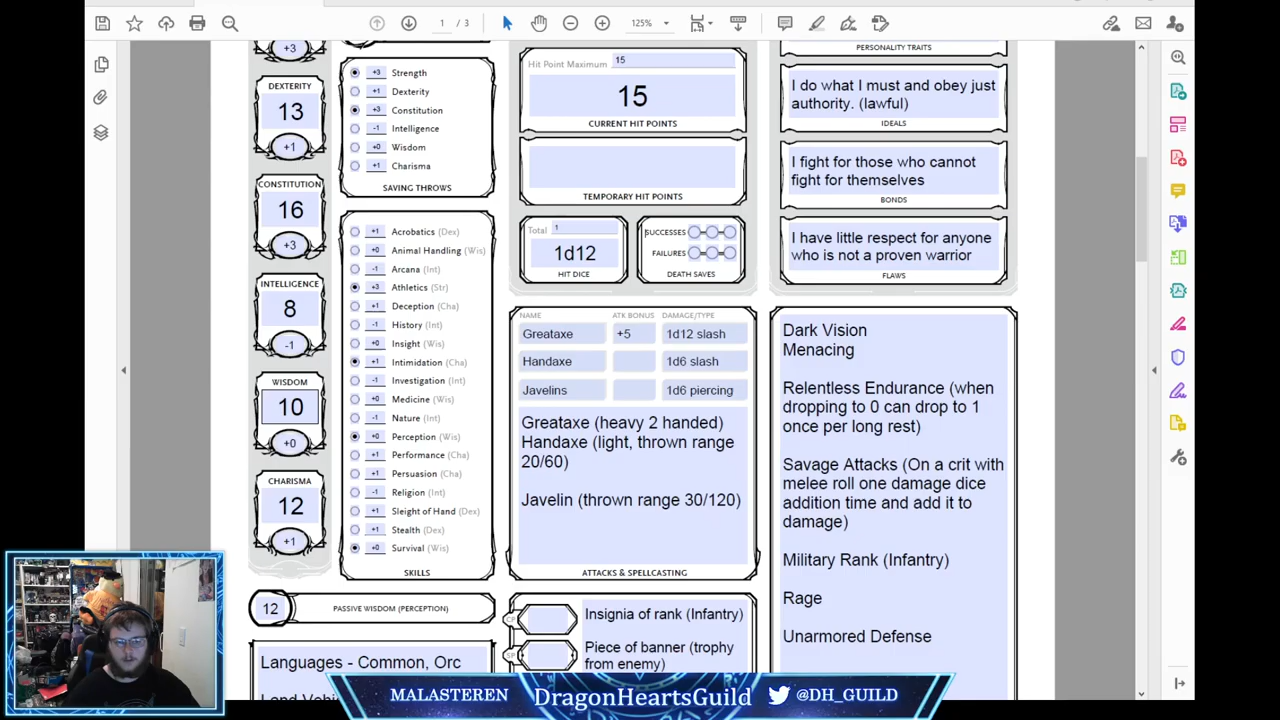 1 / 3
125%
+3
DEXTERITY
13
+1
CONSTITUTION
16
+3
INTELLIGENCE
8
-1
WISDOM
10
+0
CHARISMA
12
+1
+3 Strength
+1 Dexterity
+3 Constitution
-1 Intelligence
+0 Wisdom
+1 Charisma
SAVING THROWS
+1 Acrobatics (Dex)
+0 Animal Handling (Wis)
-1 Arcana (Int)
+3 Athletics (Str)
+1 Deception (Cha)
-1 History (Int)
+0 Insight (Wis)
+1 Intimidation (Cha)
-1 Investigation (Int)
+0 Medicine (Wis)
-1 Nature (Int)
+0 Perception (Wis)
+1 Performance (Cha)
+1 Persuasion (Cha)
-1 Religion (Int)
+1 Sleight of Hand (Dex)
+1 Stealth (Dex)
+0 Survival (Wis)
SKILLS
12 PASSIVE WISDOM (PERCEPTION)
Languages - Common, Orc
Hit Point Maximum 15
15
CURRENT HIT POINTS
TEMPORARY HIT POINTS
Total 1
1d12
HIT DICE
SUCCESSES
FAILURES
DEATH SAVES
NAME ATK BONUS DAMAGE/TYPE
Greataxe +5 1d12 slash
Handaxe 1d6 slash
Javelins 1d6 piercing
Greataxe (heavy 2 handed)
Handaxe (light, thrown range
20/60)
Javelin (thrown range 30/120)
ATTACKS & SPELLCASTING
CP
SP
Insignia of rank (Infantry)
Piece of banner (trophy
from enemy)
PERSONALITY TRAITS
I do what I must and obey just
authority. (lawful)
IDEALS
I fight for those who cannot
fight for themselves
BONDS
I have little respect for anyone
who is not a proven warrior
FLAWS
Dark Vision
Menacing
Relentless Endurance (when
dropping to 0 can drop to 1
once per long rest)
Savage Attacks (On a crit with
melee roll one damage dice
addition time and add it to
damage)
Military Rank (Infantry)
Rage
Unarmored Defense
MALASTEREN DragonHeartsGuild @DH_GUILD